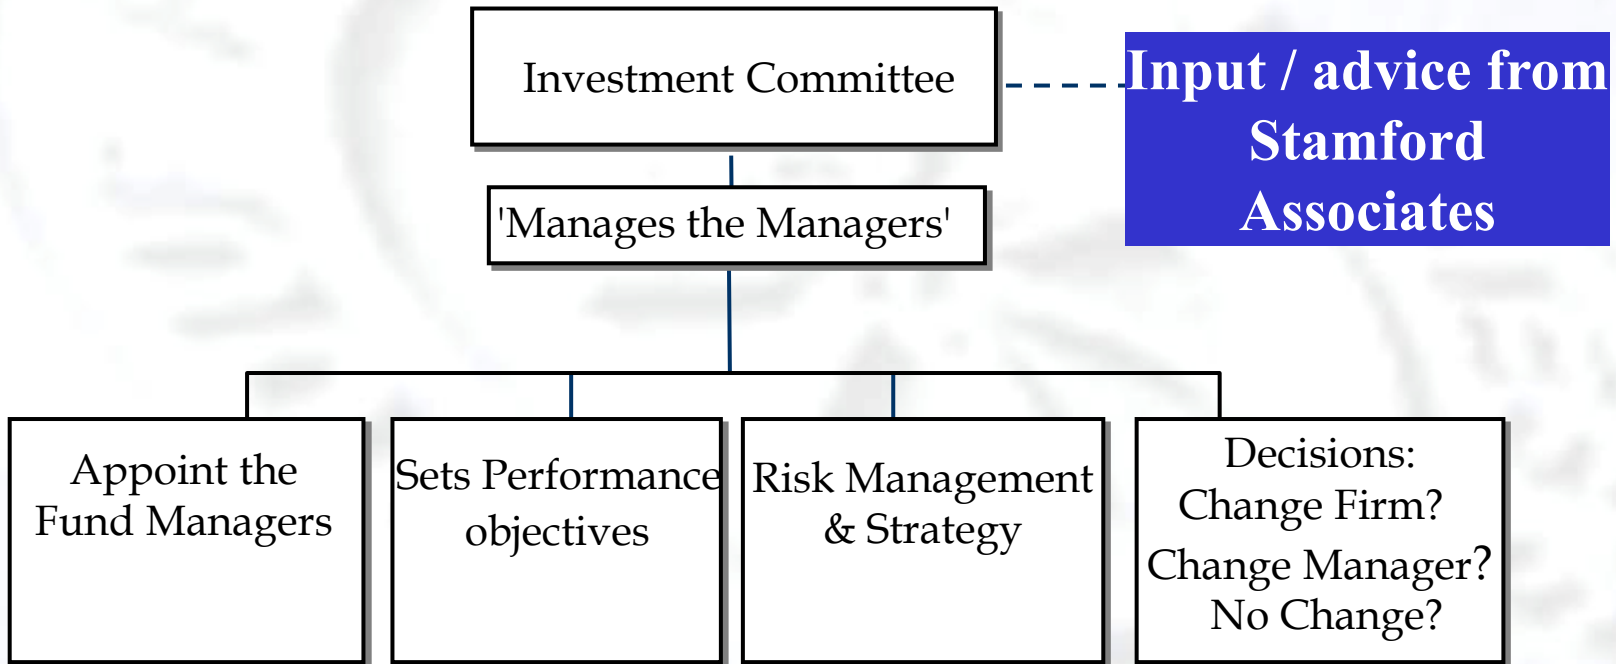 Investment Committee
Input / advice from
Stamford
Associates
'Manages the Managers'
Appoint the
Fund Managers
Sets Performance
objectives
Risk Management
& Strategy
Decisions:
Change Firm?
Change Manager?
No Change?